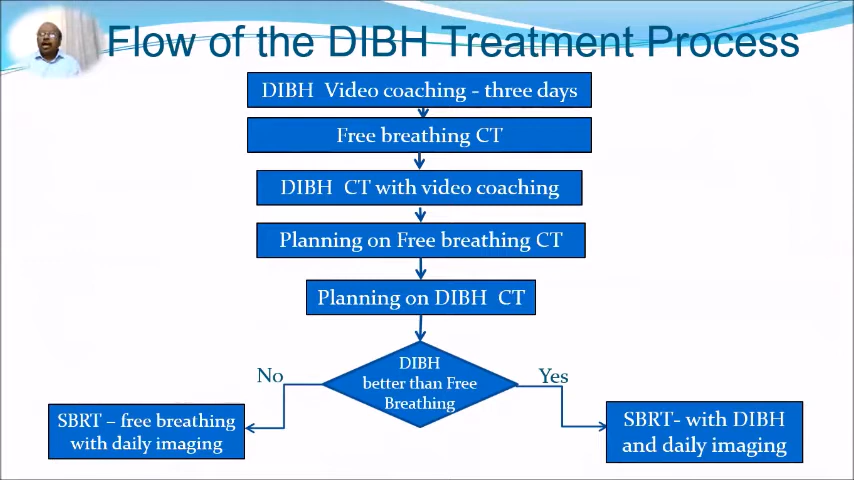 Flow of the DIBH Treatment Process
DIBH Video coaching - three days
Free breathing CT
DIBH CT with video coaching
Planning on Free breathing CT
Planning on DIBH CT
DIBH
better than Free
Breathing
No
Yes
SBRT – free breathing
with daily imaging
SBRT- with DIBH
and daily imaging